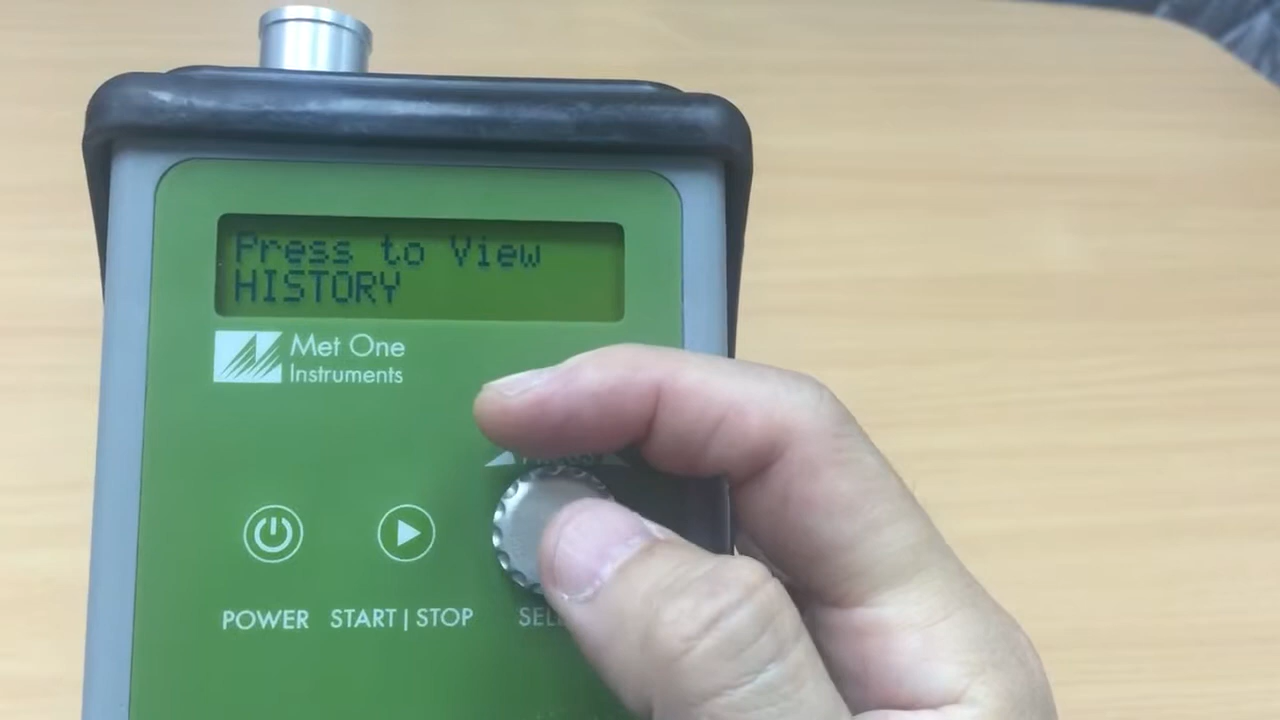 Press to View
HISTORY
Met One
Instruments
POWER
START | STOP